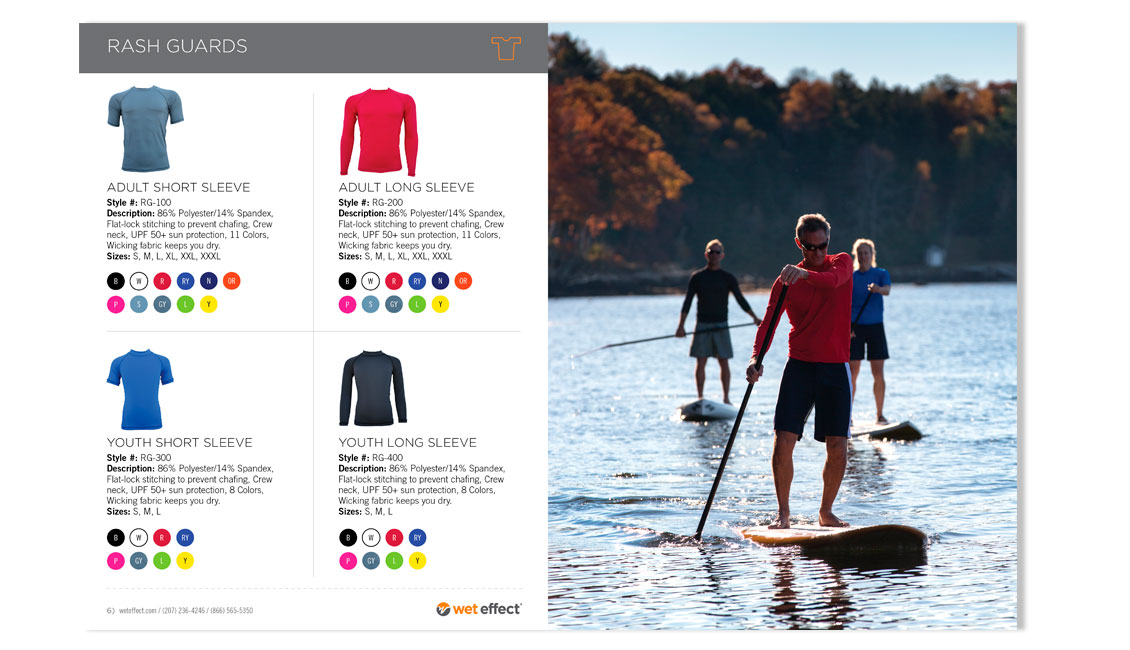 RASH GUARDS
ADULT SHORT SLEEVE
Style #: RG-100
Description: 86% Polyester/14% Spandex,
Flat-lock stitching to prevent chafing, Crew
neck, UPF 50+ sun protection, 11 Colors,
Wicking fabric keeps you dry.
Sizes: S, M, L, XL, XXL, XXXL
B W R RY N OR
P S GY L Y
ADULT LONG SLEEVE
Style #: RG-200
Description: 86% Polyester/14% Spandex,
Flat-lock stitching to prevent chafing, Crew
neck, UPF 50+ sun protection, 11 Colors,
Wicking fabric keeps you dry.
Sizes: S, M, L, XL, XXL, XXXL
B W R RY N OR
P S GY L Y
YOUTH SHORT SLEEVE
Style #: RG-300
Description: 86% Polyester/14% Spandex,
Flat-lock stitching to prevent chafing, Crew
neck, UPF 50+ sun protection, 8 Colors,
Wicking fabric keeps you dry.
Sizes: S, M, L
B W R RY
P GY L Y
YOUTH LONG SLEEVE
Style #: RG-400
Description: 86% Polyester/14% Spandex,
Flat-lock stitching to prevent chafing, Crew
neck, UPF 50+ sun protection, 8 Colors,
Wicking fabric keeps you dry.
Sizes: S, M, L
B W R RY
P GY L Y
6) weteffect.com / (207) 236-4246 / (866) 565-5350
wet effect